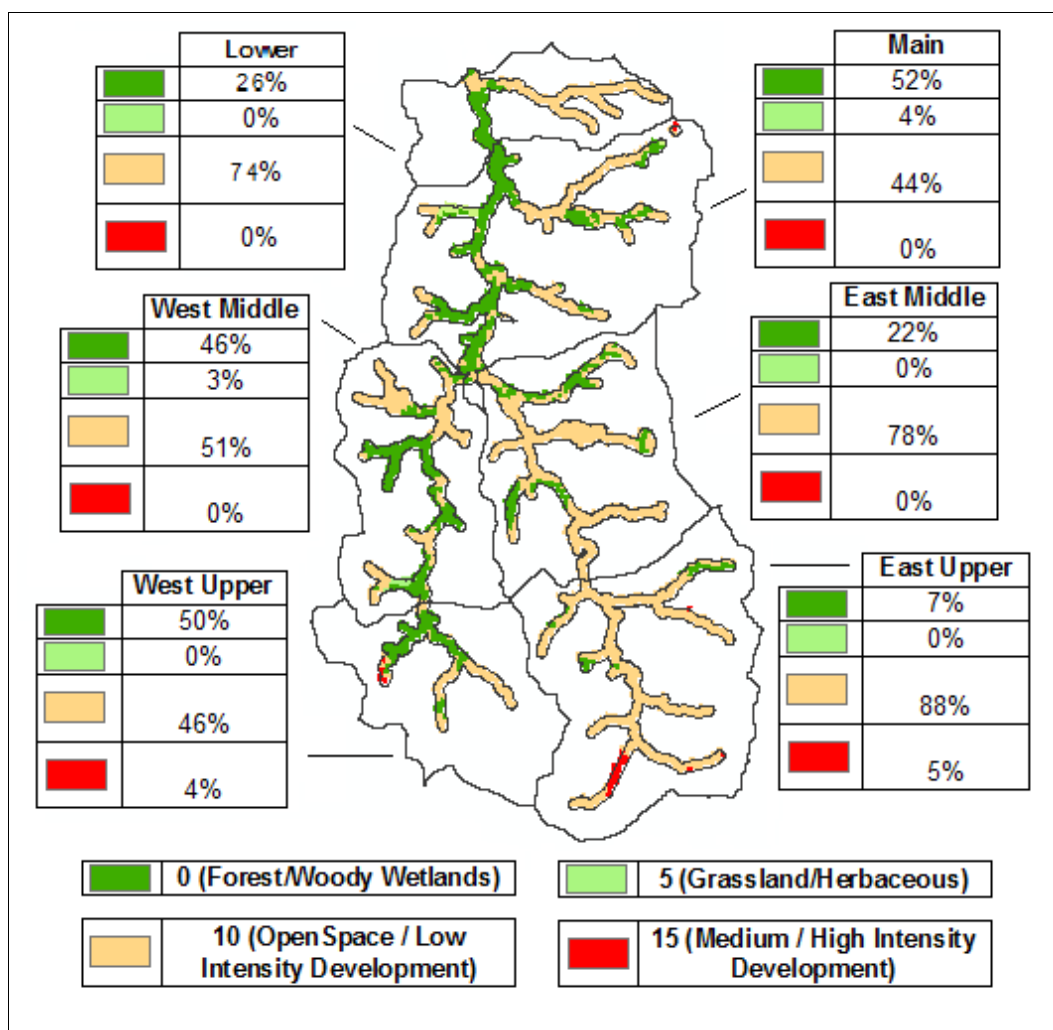 Lower
26%
0%
74%
0%
Main
52%
4%
44%
0%
West Middle
46%
3%
51%
0%
East Middle
22%
0%
78%
0%
West Upper
50%
0%
46%
4%
East Upper
7%
0%
88%
5%
0 (Forest/Woody Wetlands)
5 (Grassland/Herbaceous)
10 (Open Space / Low
Intensity Development)
15 (Medium / High Intensity
Development)